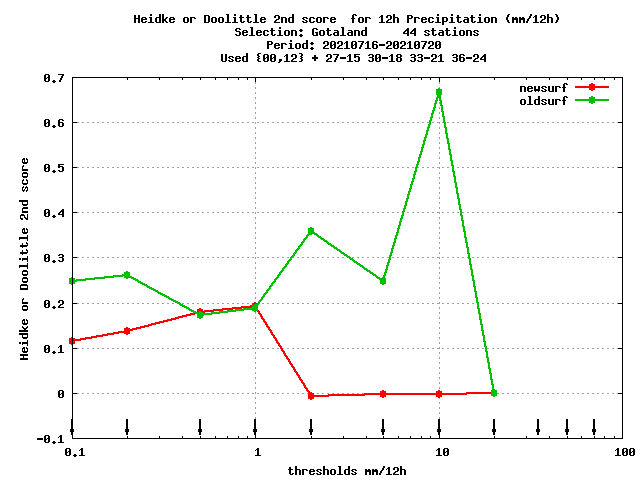 Heidke or Doolittle 2nd score  for 12h Precipitation (mm/12h)
Selection: Gotaland     44 stations
Period: 20210716-20210720
Used {00,12} + 27-15 30-18 33-21 36-24
newsurf
oldsurf
0.7
0.6
0.5
0.4
0.3
0.2
0.1
0
-0.1
Heidke or Doolittle 2nd score
0.1 1 10 100
thresholds mm/12h